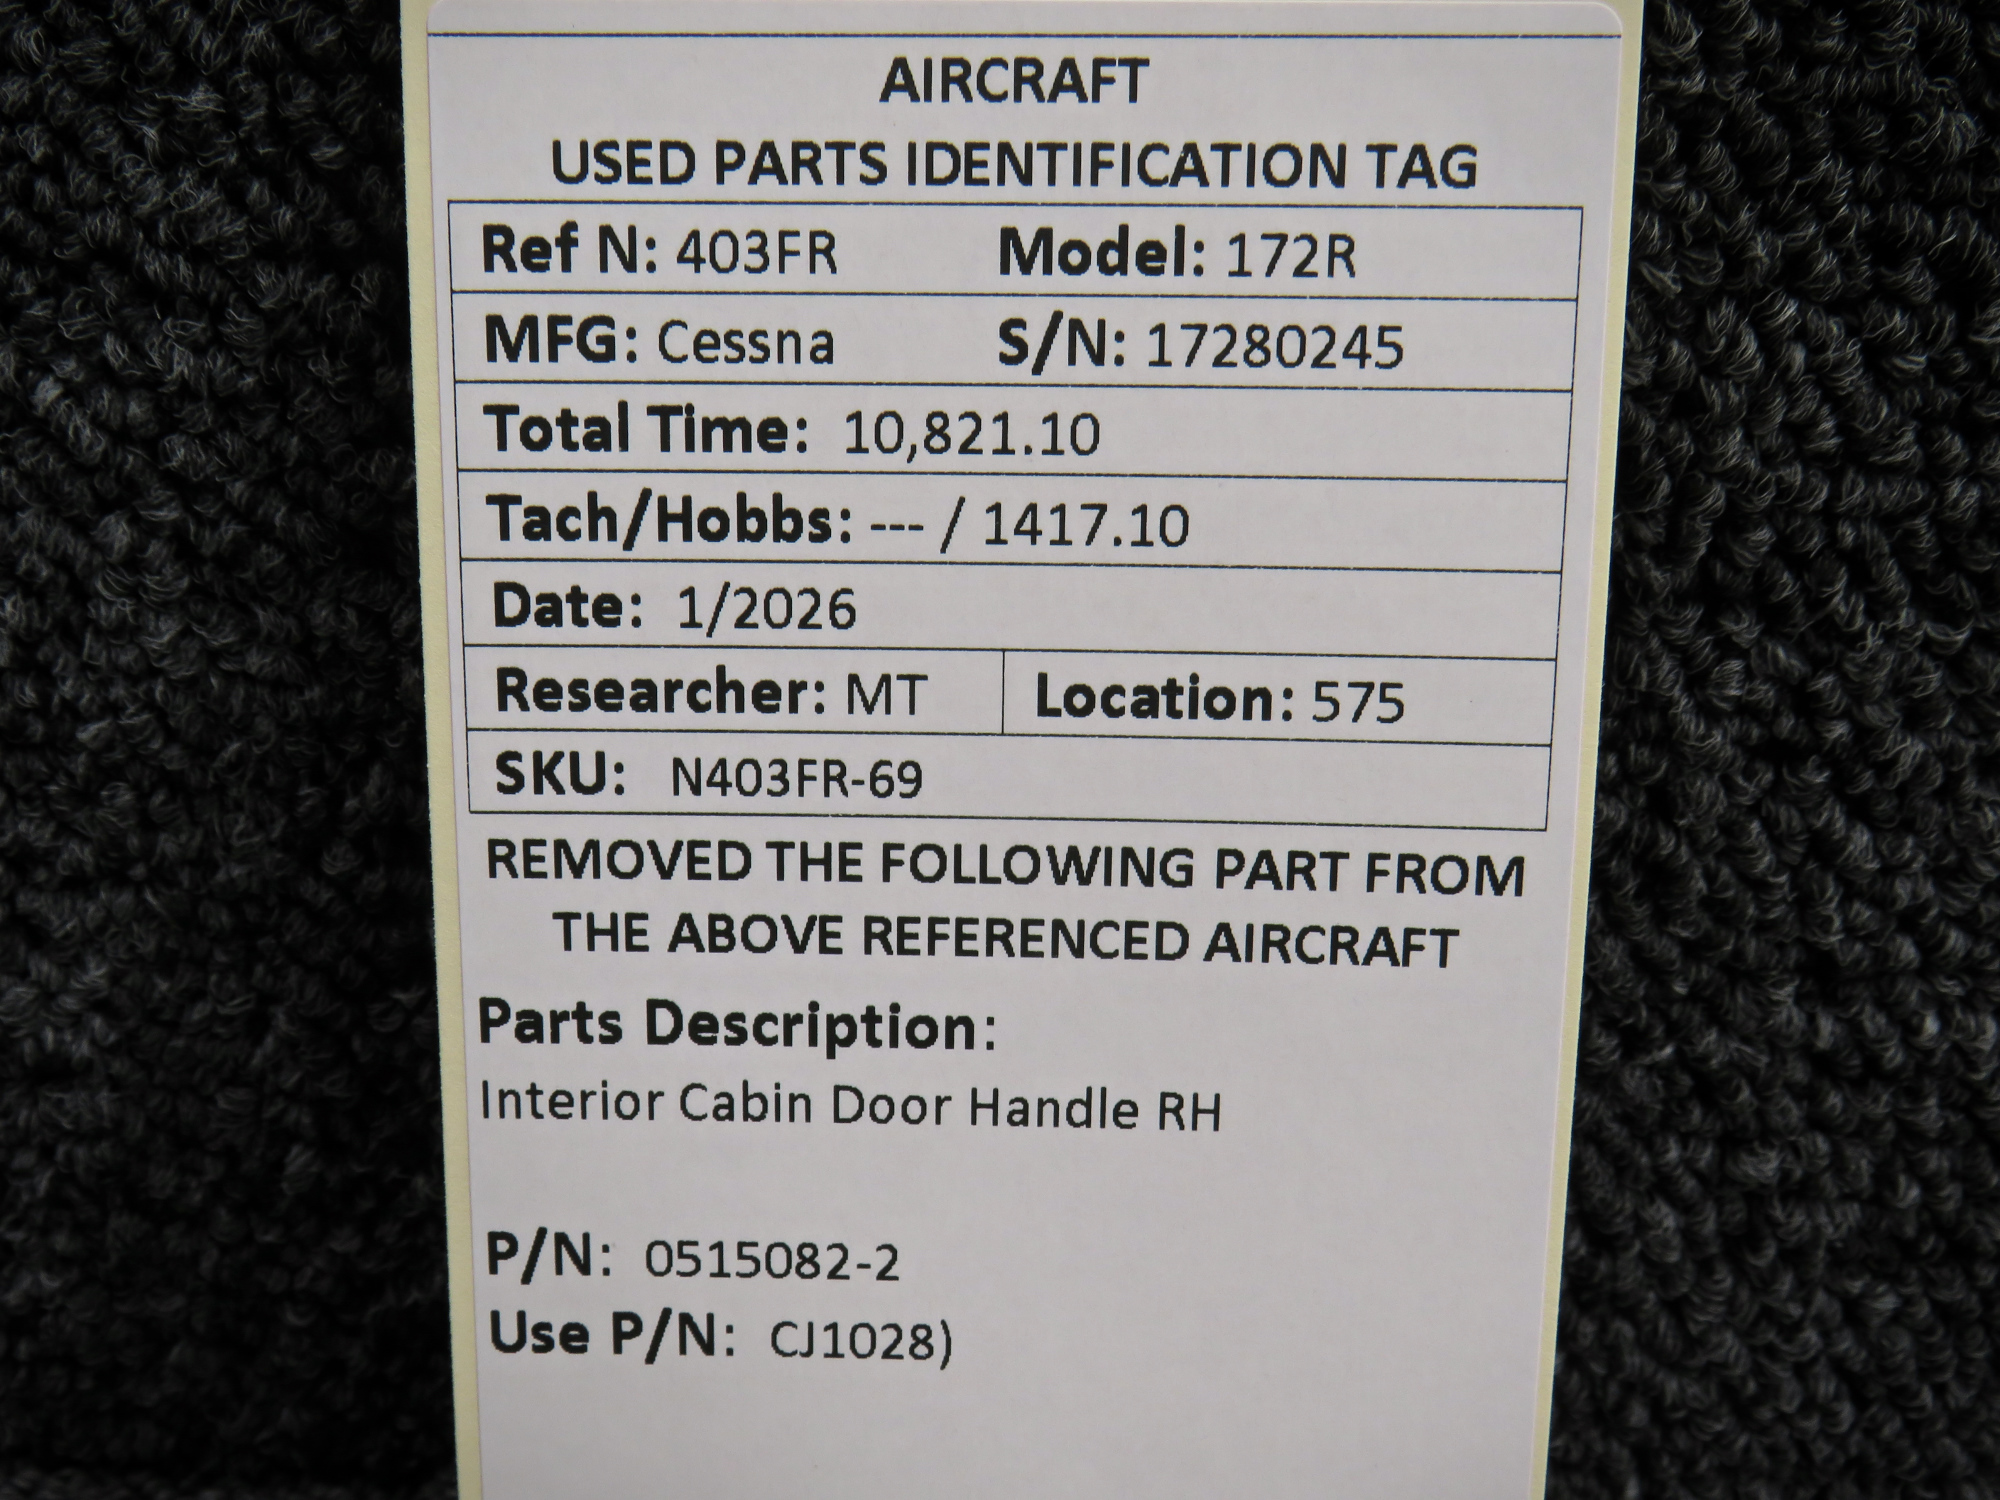 AIRCRAFT
USED PARTS IDENTIFICATION TAG
Ref N: 403FR Model: 172R
MFG: Cessna S/N: 17280245
Total Time: 10,821.10
Tach/Hobbs: --- / 1417.10
Date: 1/2026
Researcher: MT Location: 575
SKU: N403FR-69
REMOVED THE FOLLOWING PART FROM
THE ABOVE REFERENCED AIRCRAFT
Parts Description:
Interior Cabin Door Handle RH
P/N: 0515082-2
Use P/N: CJ1028)